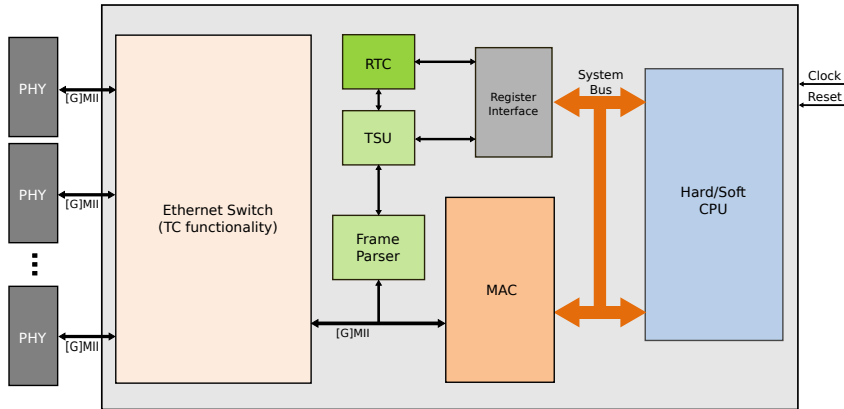 PHY
[G]MII
PHY
[G]MII
PHY
[G]MII
Ethernet Switch
(TC functionality)
RTC
TSU
Frame
Parser
[G]MII
Register
Interface
MAC
System
Bus
Hard/Soft
CPU
Clock
Reset